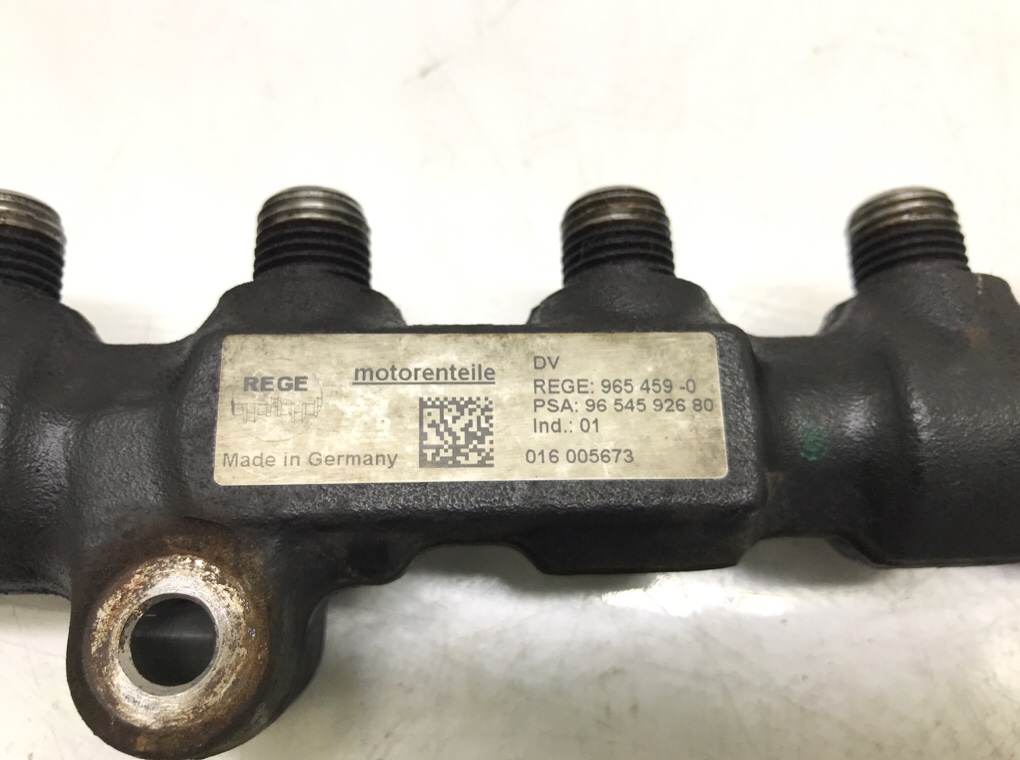 REGE
Made in Germany
motorenteile
DV
REGE: 965 459 -0
PSA: 96 545 926 80
Ind.: 01
016 005673